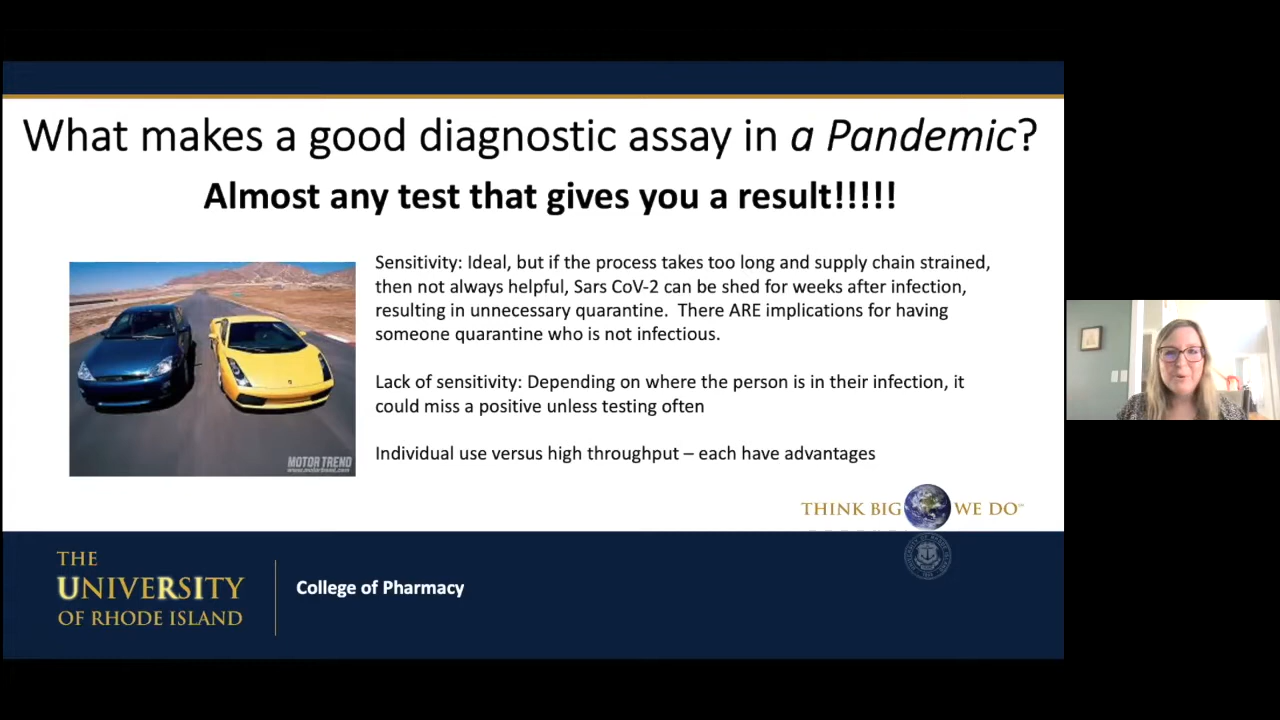 What makes a good diagnostic assay in a Pandemic?
Almost any test that gives you a result!!!!!
Sensitivity: Ideal, but if the process takes too long and supply chain strained,
then not always helpful, Sars CoV-2 can be shed for weeks after infection,
resulting in unnecessary quarantine. There ARE implications for having
someone quarantine who is not infectious.
Lack of sensitivity: Depending on where the person is in their infection, it
could miss a positive unless testing often
Individual use versus high throughput – each have advantages
MOTOR TREND
www.motortrend.com
THINK BIG WE DO℠
THE
UNIVERSITY
OF RHODE ISLAND
College of Pharmacy